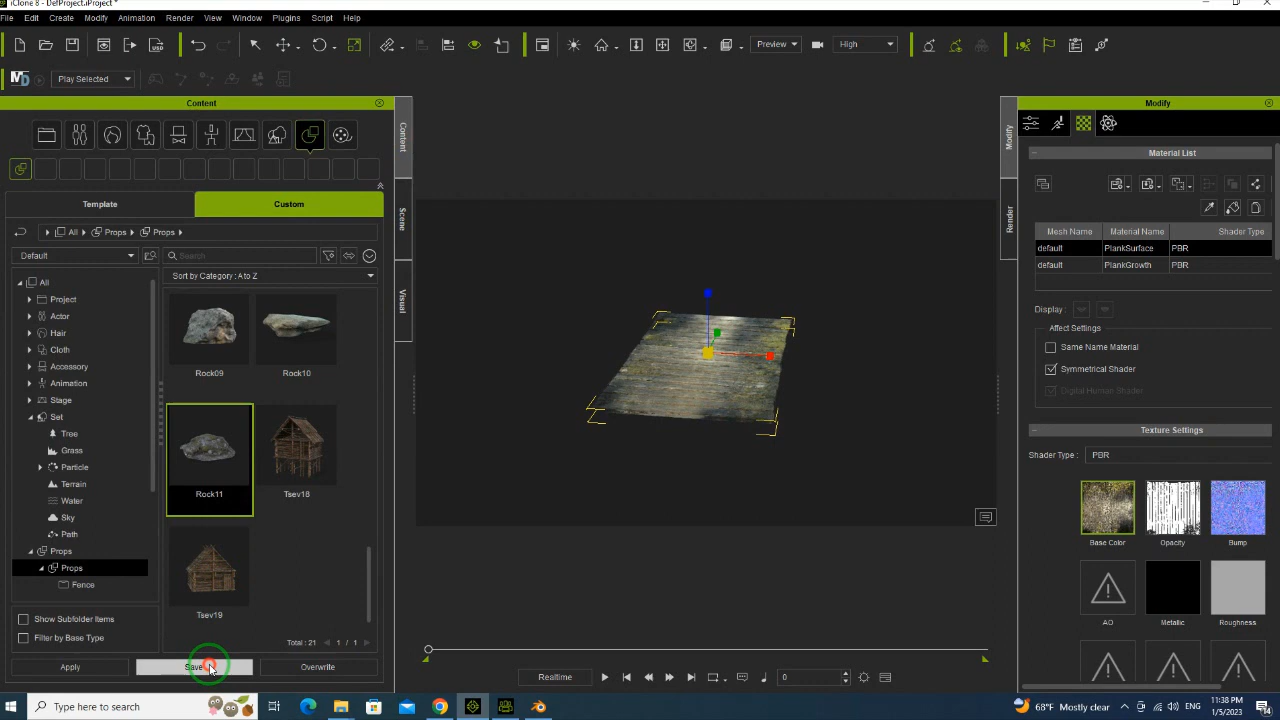 iClone 8 - DefProject.iProject *
File Edit Create Modify Animation Render View Window Plugins Script Help
Preview High
Play Selected
Content
Template Custom
All Props Props
Default Search
Sort by Category : A to Z
All
Project
Actor
Hair
Cloth
Accessory
Animation
Stage
Set
Tree
Grass
Particle
Terrain
Water
Sky
Path
Props
Props
Fence
Rock09 Rock10
Rock11 Tsev18
Tsev19
Show Subfolder Items
Filter by Base Type
Total : 21 1 / 1
Apply Save Overwrite
Content
Scene
Visual
Modify
Render
Realtime 0
Modify
Material List
Mesh Name Material Name Shader Type
default PlankSurface PBR
default PlankGrowth PBR
Display :
Affect Settings
Same Name Material
Symmetrical Shader
Digital Human Shader
Texture Settings
Shader Type : PBR
Base Color Opacity Bump
AO Metallic Roughness
MD
Type here to search
68°F Mostly clear ENG 11:38 PM
1/5/2023 14